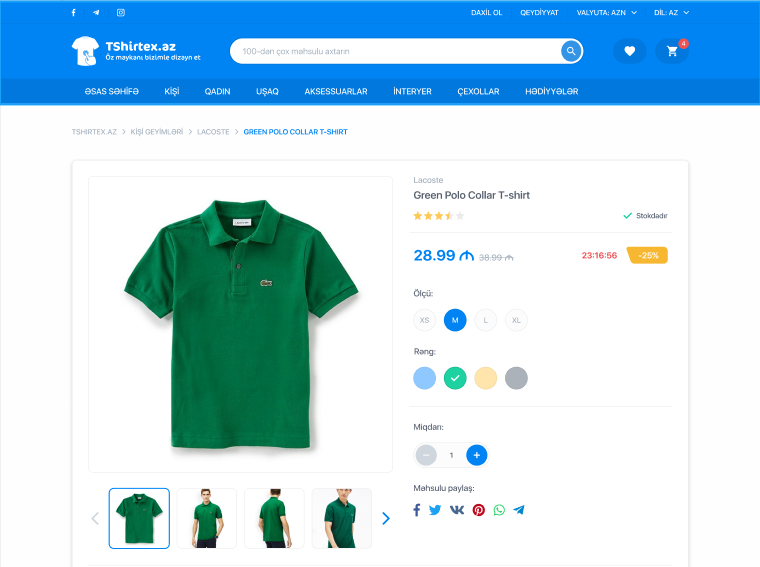 DAXİL OL QEYDİYYAT VALYUTA: AZN DİL: AZ
TShirtex.az
Öz maykanı bizimlə dizayn et
100-dən çox məhsulu axtarın
4
ƏSAS SƏHİFƏ KİŞİ QADIN UŞAQ AKSESSUARLAR İNTERYER ÇEXOLLAR HƏDİYYƏLƏR
TSHIRTEX.AZ > KİŞİ GEYİMLƏRİ > LACOSTE > GREEN POLO COLLAR T-SHIRT
Lacoste
Green Polo Collar T-shirt
Stokdadır
28.99 ₼ 38.99 ₼ 23:16:56 -25%
Ölçü:
XS M L XL
Rəng:
Miqdarı:
− 1 +
Məhsulu paylaş: